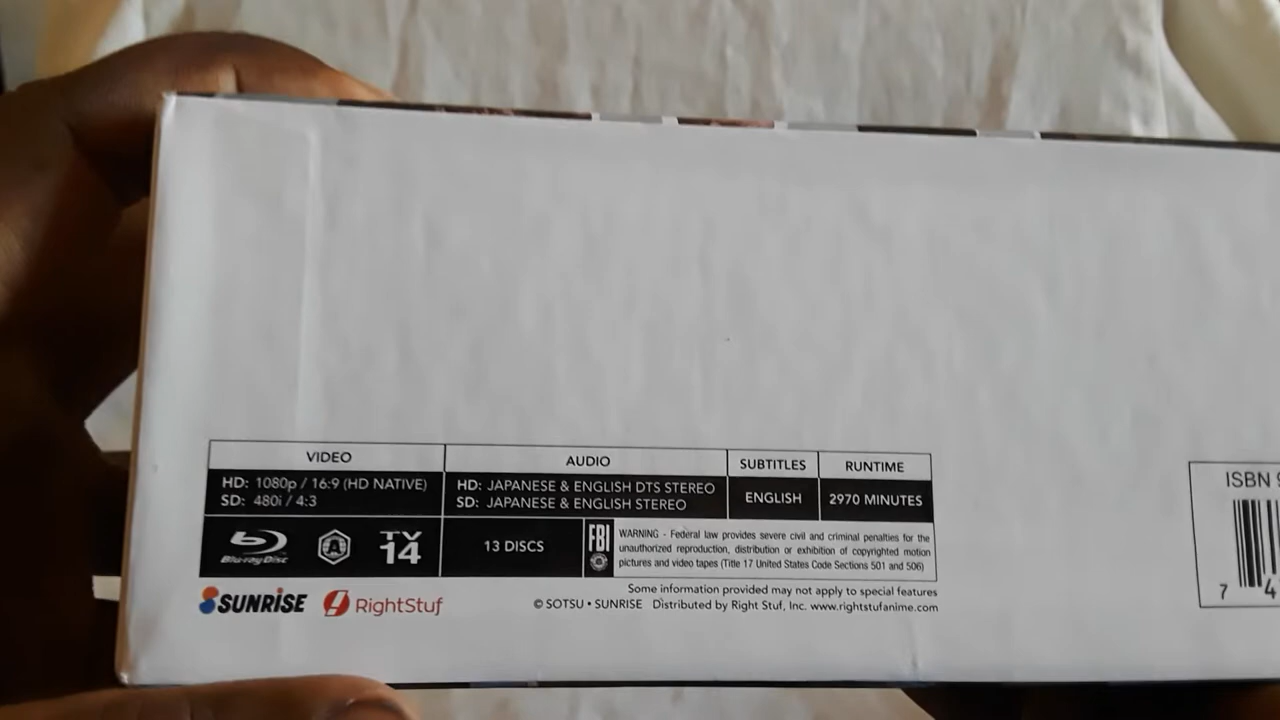 VIDEO
HD: 1080p / 16:9 (HD NATIVE)
SD: 480i / 4:3
AUDIO
HD: JAPANESE & ENGLISH DTS STEREO
SD: JAPANESE & ENGLISH STEREO
SUBTITLES
ENGLISH
RUNTIME
2970 MINUTES
Blu-ray Disc
A
TV
14
13 DISCS
FBI
WARNING - Federal law provides severe civil and criminal penalties for the
unauthorized reproduction, distribution or exhibition of copyrighted motion
pictures and video tapes (Title 17 United States Code Sections 501 and 506)
SUNRISE
RightStuf
Some information provided may not apply to special features
© SOTSU • SUNRISE Distributed by Right Stuf, Inc. www.rightstufanime.com
ISBN 9
7 4